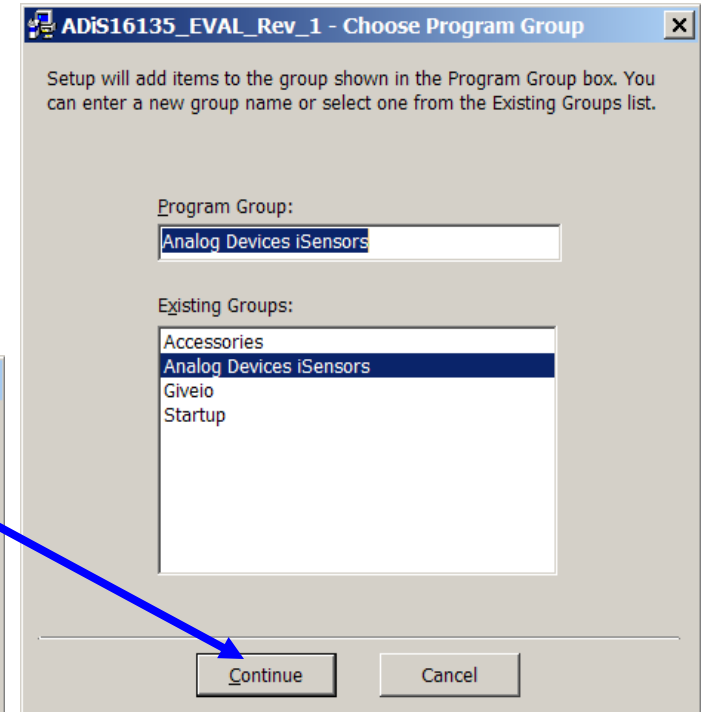 ADiS16135_EVAL_Rev_1 - Choose Program Group
Setup will add items to the group shown in the Program Group box. You
can enter a new group name or select one from the Existing Groups list.
Program Group:
Analog Devices iSensors
Existing Groups:
Accessories
Analog Devices iSensors
Giveio
Startup
Continue
Cancel